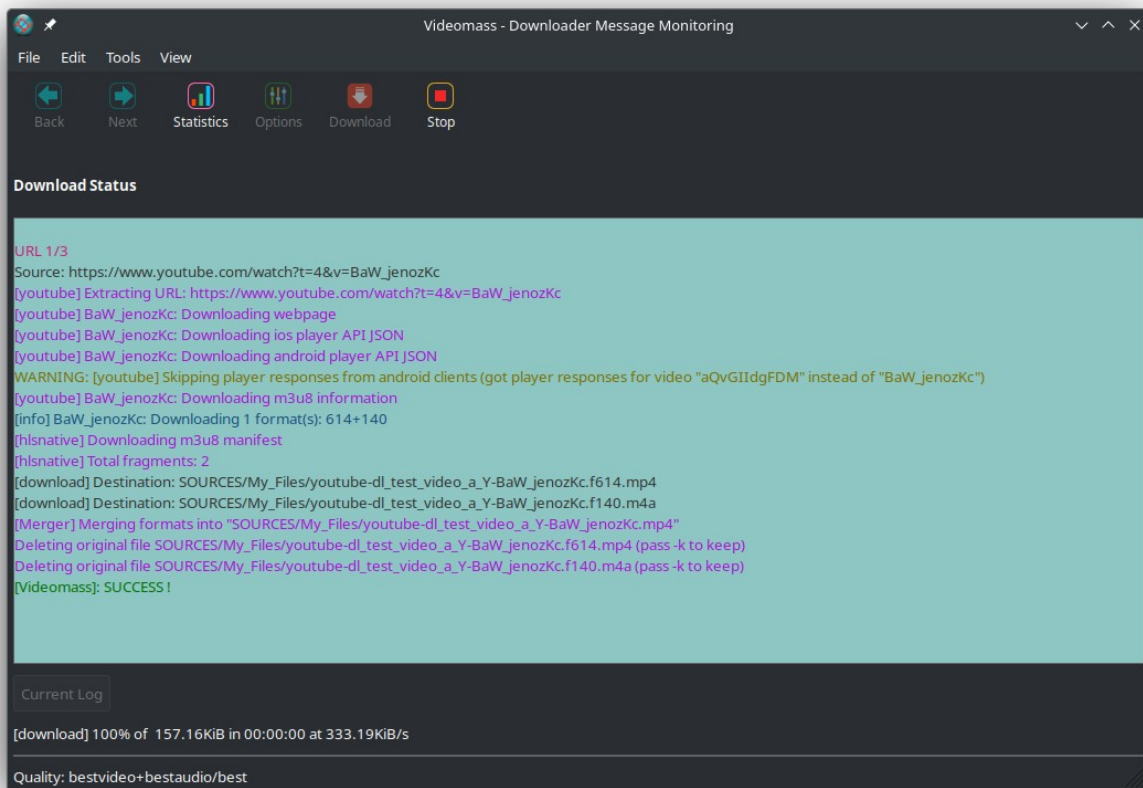 Videomass - Downloader Message Monitoring
File Edit Tools View
Back Next Statistics Options Download Stop
Download Status
URL 1/3
Source: https://www.youtube.com/watch?t=4&v=BaW_jenozKc
[youtube] Extracting URL: https://www.youtube.com/watch?t=4&v=BaW_jenozKc
[youtube] BaW_jenozKc: Downloading webpage
[youtube] BaW_jenozKc: Downloading ios player API JSON
[youtube] BaW_jenozKc: Downloading android player API JSON
WARNING: [youtube] Skipping player responses from android clients (got player responses for video "aQvGIIdgFDM" instead of "BaW_jenozKc")
[youtube] BaW_jenozKc: Downloading m3u8 information
[info] BaW_jenozKc: Downloading 1 format(s): 614+140
[hlsnative] Downloading m3u8 manifest
[hlsnative] Total fragments: 2
[download] Destination: SOURCES/My_Files/youtube-dl_test_video_a_Y-BaW_jenozKc.f614.mp4
[download] Destination: SOURCES/My_Files/youtube-dl_test_video_a_Y-BaW_jenozKc.f140.m4a
[Merger] Merging formats into "SOURCES/My_Files/youtube-dl_test_video_a_Y-BaW_jenozKc.mp4"
Deleting original file SOURCES/My_Files/youtube-dl_test_video_a_Y-BaW_jenozKc.f614.mp4 (pass -k to keep)
Deleting original file SOURCES/My_Files/youtube-dl_test_video_a_Y-BaW_jenozKc.f140.m4a (pass -k to keep)
[Videomass]: SUCCESS !
Current Log
[download] 100% of  157.16KiB in 00:00:00 at 333.19KiB/s
Quality: bestvideo+bestaudio/best